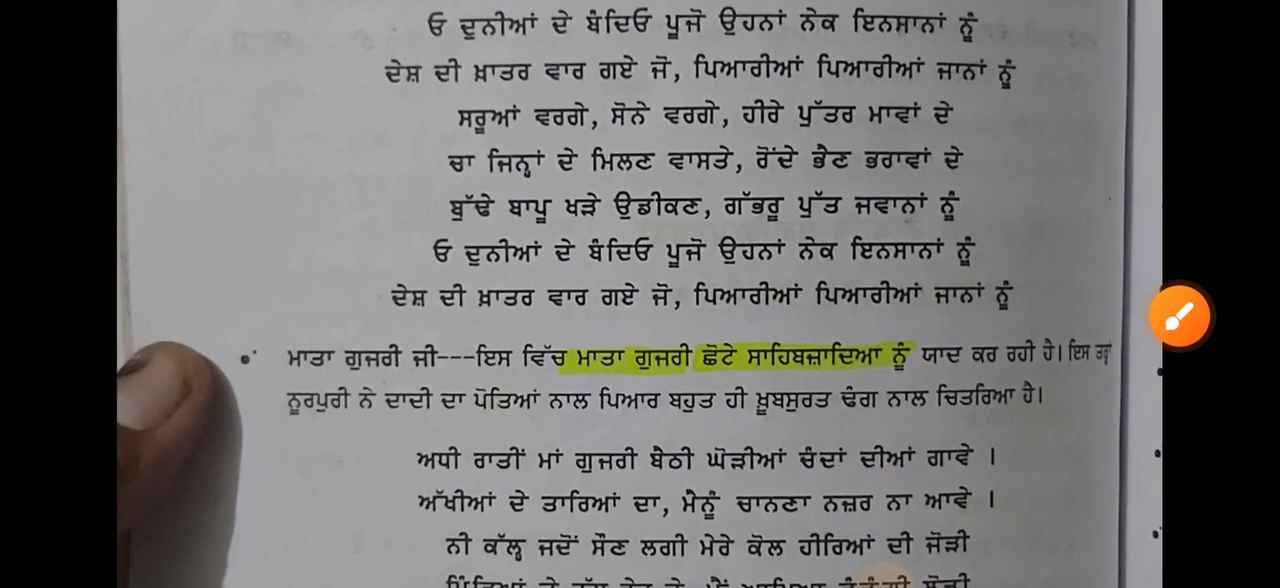 ਓ ਦੁਨੀਆਂ ਦੇ ਬੰਦਿਓ ਪੂਜੋ ਉਹਨਾਂ ਨੇਕ ਇਨਸਾਨਾਂ ਨੂੰ
ਦੇਸ਼ ਦੀ ਖ਼ਾਤਰ ਵਾਰ ਗਏ ਜੋ, ਪਿਆਰੀਆਂ ਪਿਆਰੀਆਂ ਜਾਨਾਂ ਨੂੰ
ਸਰੂਆਂ ਵਰਗੇ, ਸੋਨੇ ਵਰਗੇ, ਹੀਰੇ ਪੁੱਤਰ ਮਾਵਾਂ ਦੇ
ਚਾ ਜਿਨ੍ਹਾਂ ਦੇ ਮਿਲਣ ਵਾਸਤੇ, ਰੋਂਦੇ ਭੈਣ ਭਰਾਵਾਂ ਦੇ
ਬੁੱਢੇ ਬਾਪੂ ਖੜੇ ਉਡੀਕਣ, ਗੱਭਰੂ ਪੁੱਤ ਜਵਾਨਾਂ ਨੂੰ
ਓ ਦੁਨੀਆਂ ਦੇ ਬੰਦਿਓ ਪੂਜੋ ਉਹਨਾਂ ਨੇਕ ਇਨਸਾਨਾਂ ਨੂੰ
ਦੇਸ਼ ਦੀ ਖ਼ਾਤਰ ਵਾਰ ਗਏ ਜੋ, ਪਿਆਰੀਆਂ ਪਿਆਰੀਆਂ ਜਾਨਾਂ ਨੂੰ
• ਮਾਤਾ ਗੁਜਰੀ ਜੀ---ਇਸ ਵਿੱਚ ਮਾਤਾ ਗੁਜਰੀ ਛੋਟੇ ਸਾਹਿਬਜ਼ਾਦਿਆ ਨੂੰ ਯਾਦ ਕਰ ਰਹੀ ਹੈ। ਇਸ ਤਰ੍ਹਾਂ
ਨੂਰਪੁਰੀ ਨੇ ਦਾਦੀ ਦਾ ਪੋਤਿਆਂ ਨਾਲ ਪਿਆਰ ਬਹੁਤ ਹੀ ਖ਼ੂਬਸੁਰਤ ਢੰਗ ਨਾਲ ਚਿਤਰਿਆ ਹੈ।
ਅਧੀ ਰਾਤੀਂ ਮਾਂ ਗੁਜਰੀ ਬੈਠੀ ਘੋੜੀਆਂ ਚੰਦਾਂ ਦੀਆਂ ਗਾਵੇ ।
ਅੱਖੀਆਂ ਦੇ ਤਾਰਿਆਂ ਦਾ, ਮੈਨੂੰ ਚਾਨਣਾ ਨਜ਼ਰ ਨਾ ਆਵੇ ।
ਨੀ ਕੱਲ੍ਹ ਜਦੋਂ ਸੌਣ ਲਗੀ ਮੇਰੇ ਕੋਲ ਹੀਰਿਆਂ ਦੀ ਜੋੜੀ